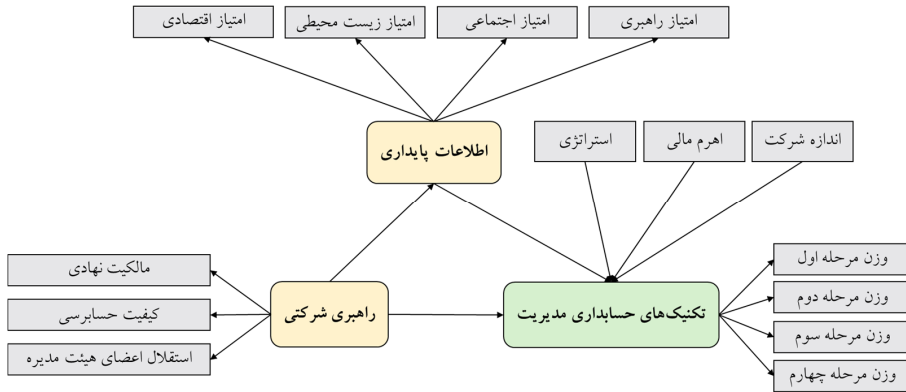 امتیاز راهبری
امتیاز اجتماعی
امتیاز زیست محیطی
امتیاز اقتصادی
اطلاعات پایداری
اندازه شرکت
اهرم مالی
استراتژی
مالکیت نهادی
کیفیت حسابرسی
استقلال اعضای هیئت مدیره
راهبری شرکتی
تکنیک‌های حسابداری مدیریت
وزن مرحله اول
وزن مرحله دوم
وزن مرحله سوم
وزن مرحله چهارم